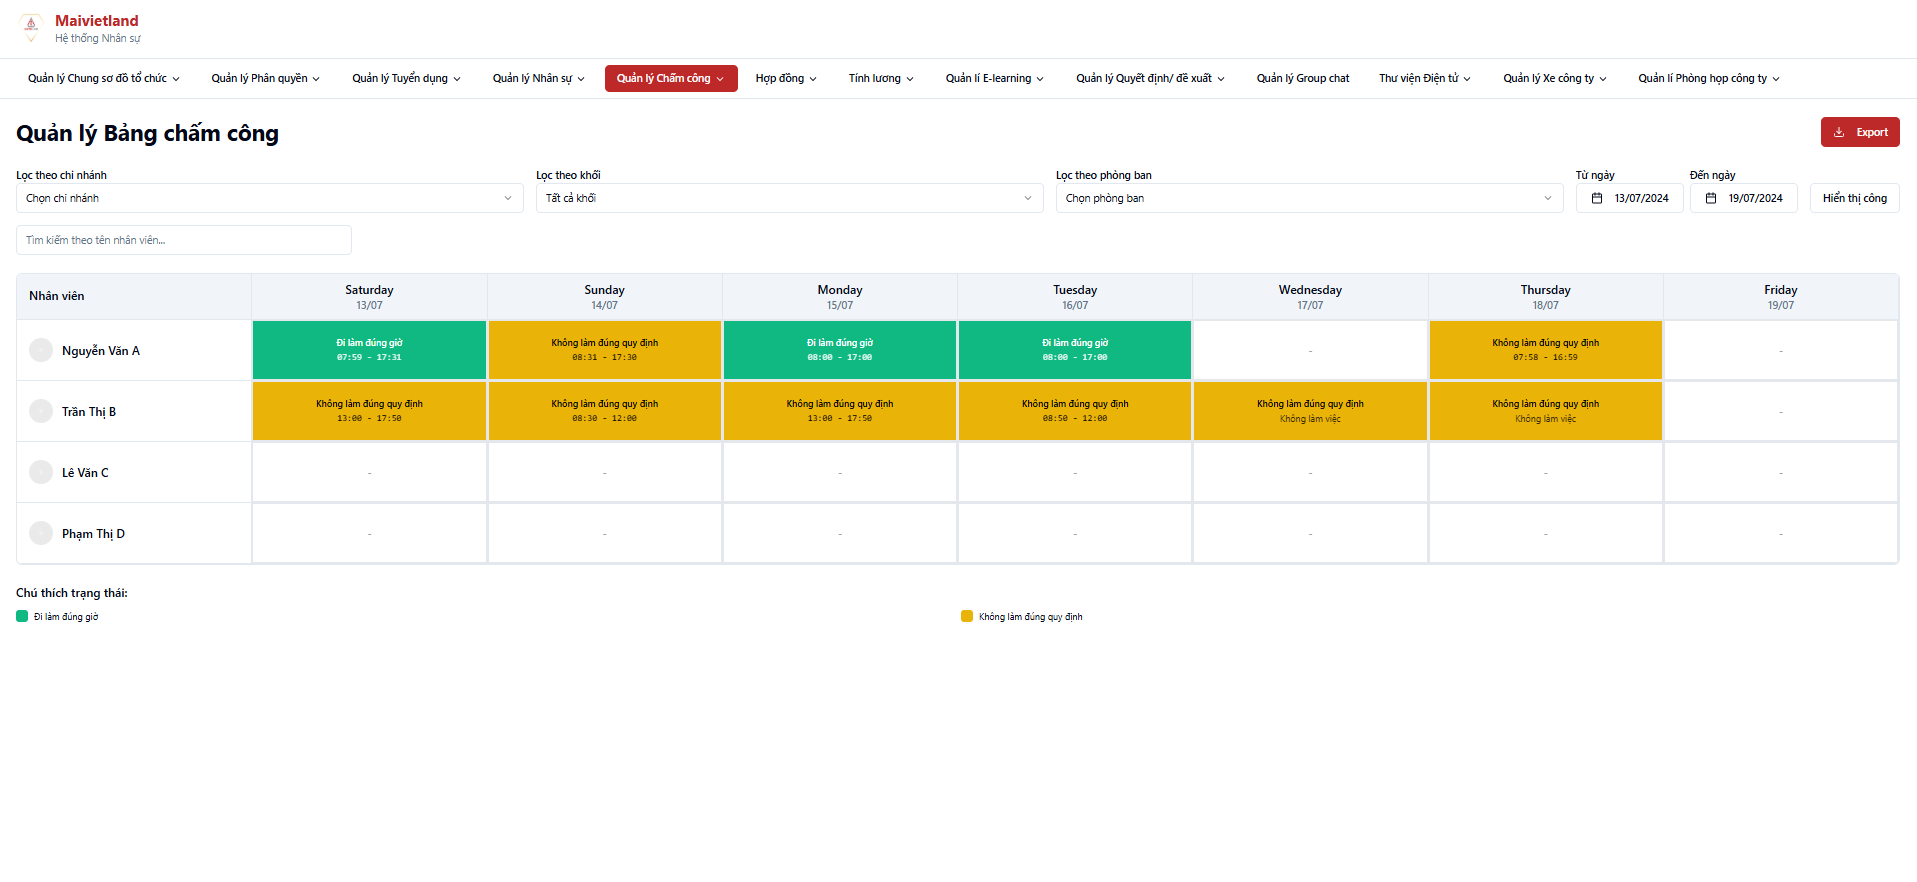 Maivietland
Hệ thống Nhân sự
Quản lý Chung sơ đồ tổ chức
Quản lý Phân quyền
Quản lý Tuyển dụng
Quản lý Nhân sự
Quản lý Chấm công
Hợp đồng
Tính lương
Quản lí E-learning
Quản lý Quyết định/ đề xuất
Quản lý Group chat
Thư viện Điện tử
Quản lý Xe công ty
Quản lí Phòng họp công ty
Quản lý Bảng chấm công
Export
Lọc theo chi nhánh
Lọc theo khối
Lọc theo phòng ban
Từ ngày
Đến ngày
Chọn chi nhánh
Tất cả khối
Chọn phòng ban
13/07/2024
19/07/2024
Hiển thị công
Tìm kiếm theo tên nhân viên...
Nhân viên
Saturday
13/07
Sunday
14/07
Monday
15/07
Tuesday
16/07
Wednesday
17/07
Thursday
18/07
Friday
19/07
Nguyễn Văn A
Đi làm đúng giờ
07:59 - 17:31
Không làm đúng quy định
08:31 - 17:30
Đi làm đúng giờ
08:00 - 17:00
Đi làm đúng giờ
08:00 - 17:00
-
Không làm đúng quy định
07:58 - 16:59
-
Trần Thị B
Không làm đúng quy định
13:00 - 17:50
Không làm đúng quy định
08:30 - 12:00
Không làm đúng quy định
13:00 - 17:50
Không làm đúng quy định
08:50 - 12:00
Không làm đúng quy định
Không làm việc
Không làm đúng quy định
Không làm việc
-
Lê Văn C
-
-
-
-
-
-
-
Phạm Thị D
-
-
-
-
-
-
-
Chú thích trạng thái:
Đi làm đúng giờ
Không làm đúng quy định